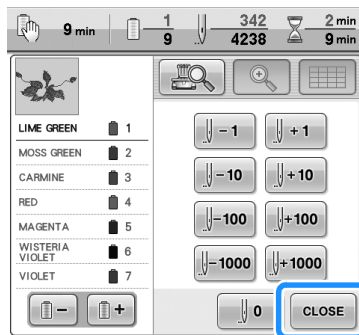 9 min 1 342 2 min
9 4238 9 min
LIME GREEN 1
MOSS GREEN 2
CARMINE 3
RED 4
MAGENTA 5
WISTERIA
VIOLET 6
VIOLET 7
− +
− 1 + 1
− 10 + 10
−100 +100
−1000 +1000
0 CLOSE